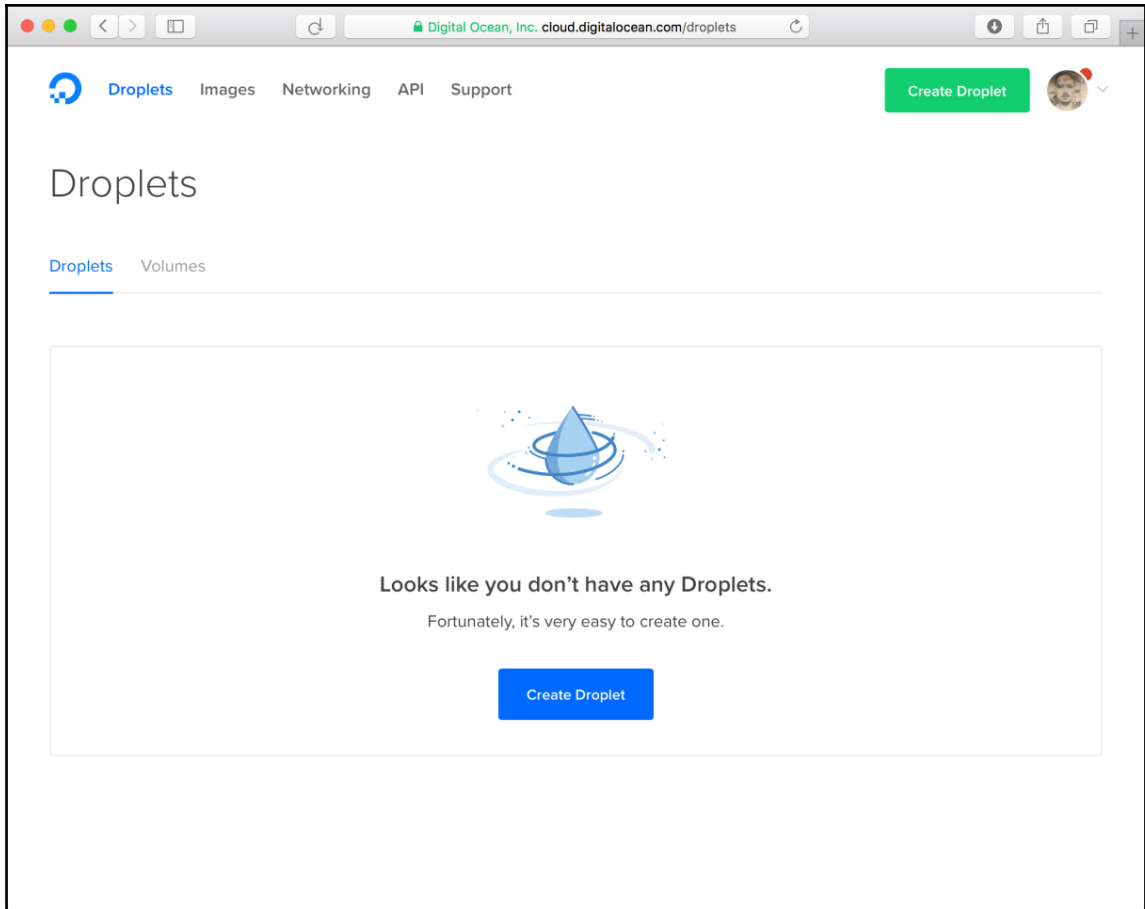 Digital Ocean, Inc. cloud.digitalocean.com/droplets
Droplets Images Networking API Support Create Droplet
Droplets
Droplets Volumes
Looks like you don’t have any Droplets.
Fortunately, it’s very easy to create one.
Create Droplet